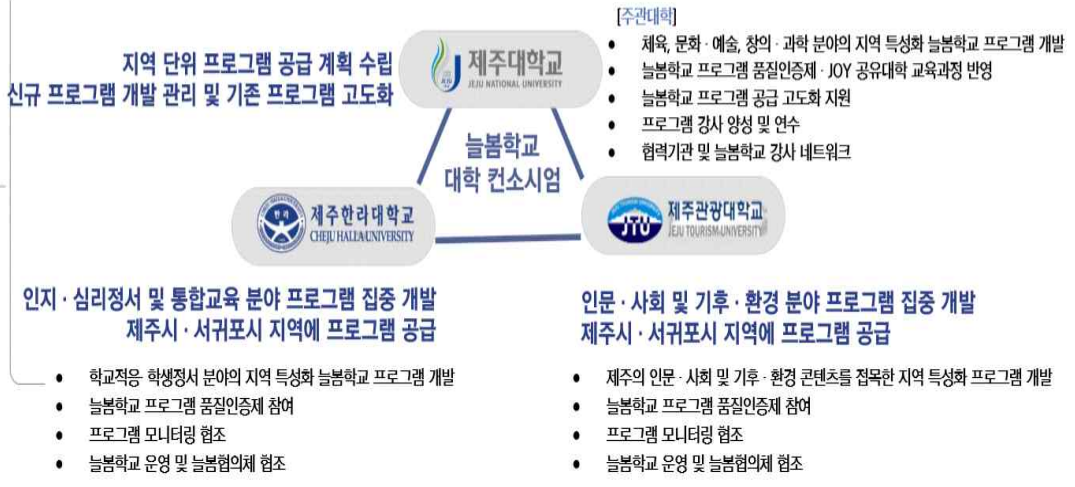 지역 단위 프로그램 공급 계획 수립
신규 프로그램 개발 관리 및 기존 프로그램 고도화
제주대학교
JEJU NATIONAL UNIVERSITY
[주관대학]
• 체육, 문화 · 예술, 창의 · 과학 분야의 지역 특성화 늘봄학교 프로그램 개발
• 늘봄학교 프로그램 품질인증제 · JOY 공유대학 교육과정 반영
• 늘봄학교 프로그램 공급 고도화 지원
• 프로그램 강사 양성 및 연수
• 협력기관 및 늘봄학교 강사 네트워크
늘봄학교
대학 컨소시엄
제주한라대학교
CHEJU HALLA UNIVERSITY
JTU
제주관광대학교
JEJU TOURISM UNIVERSITY
인지 · 심리정서 및 통합교육 분야 프로그램 집중 개발
제주시 · 서귀포시 지역에 프로그램 공급
• 학교적응· 학생정서 분야의 지역 특성화 늘봄학교 프로그램 개발
• 늘봄학교 프로그램 품질인증제 참여
• 프로그램 모니터링 협조
• 늘봄학교 운영 및 늘봄협의체 협조
인문 · 사회 및 기후 · 환경 분야 프로그램 집중 개발
제주시 · 서귀포시 지역에 프로그램 공급
• 제주의 인문 · 사회 및 기후 · 환경 콘텐츠를 접목한 지역 특성화 프로그램 개발
• 늘봄학교 프로그램 품질인증제 참여
• 프로그램 모니터링 협조
• 늘봄학교 운영 및 늘봄협의체 협조